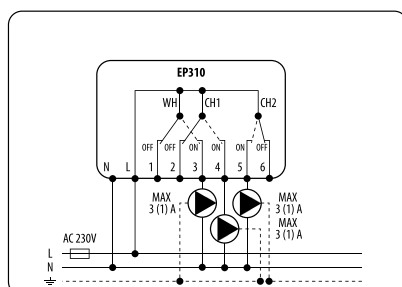 EP310
WH CH1 CH2
OFF OFF ON ON ON OFF
N L 1 2 3 4 5 6
MAX
3 (1) A
MAX
3 (1) A
MAX
3 (1) A
AC 230V
L
N